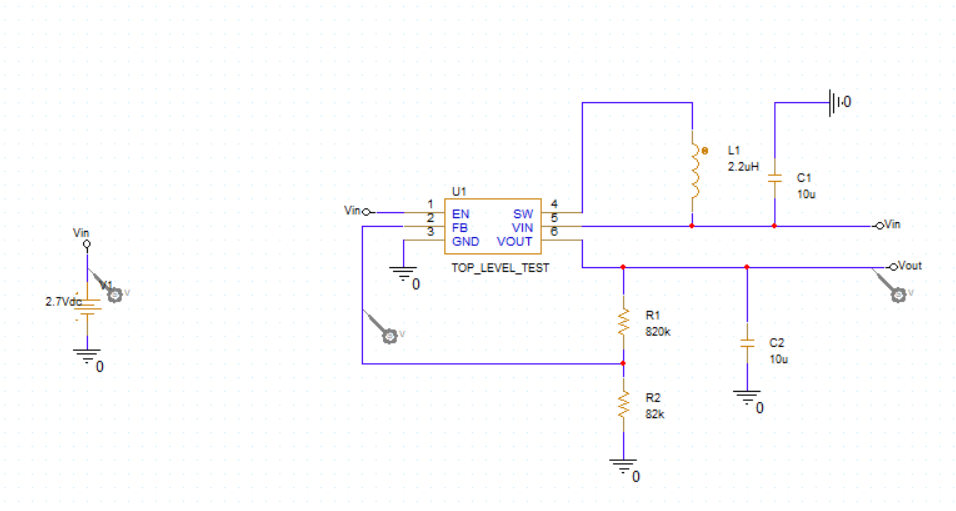 0
L1
2.2uH
C1
10u
U1
Vin
1
2
3
EN
FB
GND
SW
VIN
VOUT
4
5
6
Vin
TOP_LEVEL_TEST
0
Vout
Vin
V1
2.7Vdc
V
0
V
V
R1
820k
C2
10u
0
R2
82k
0